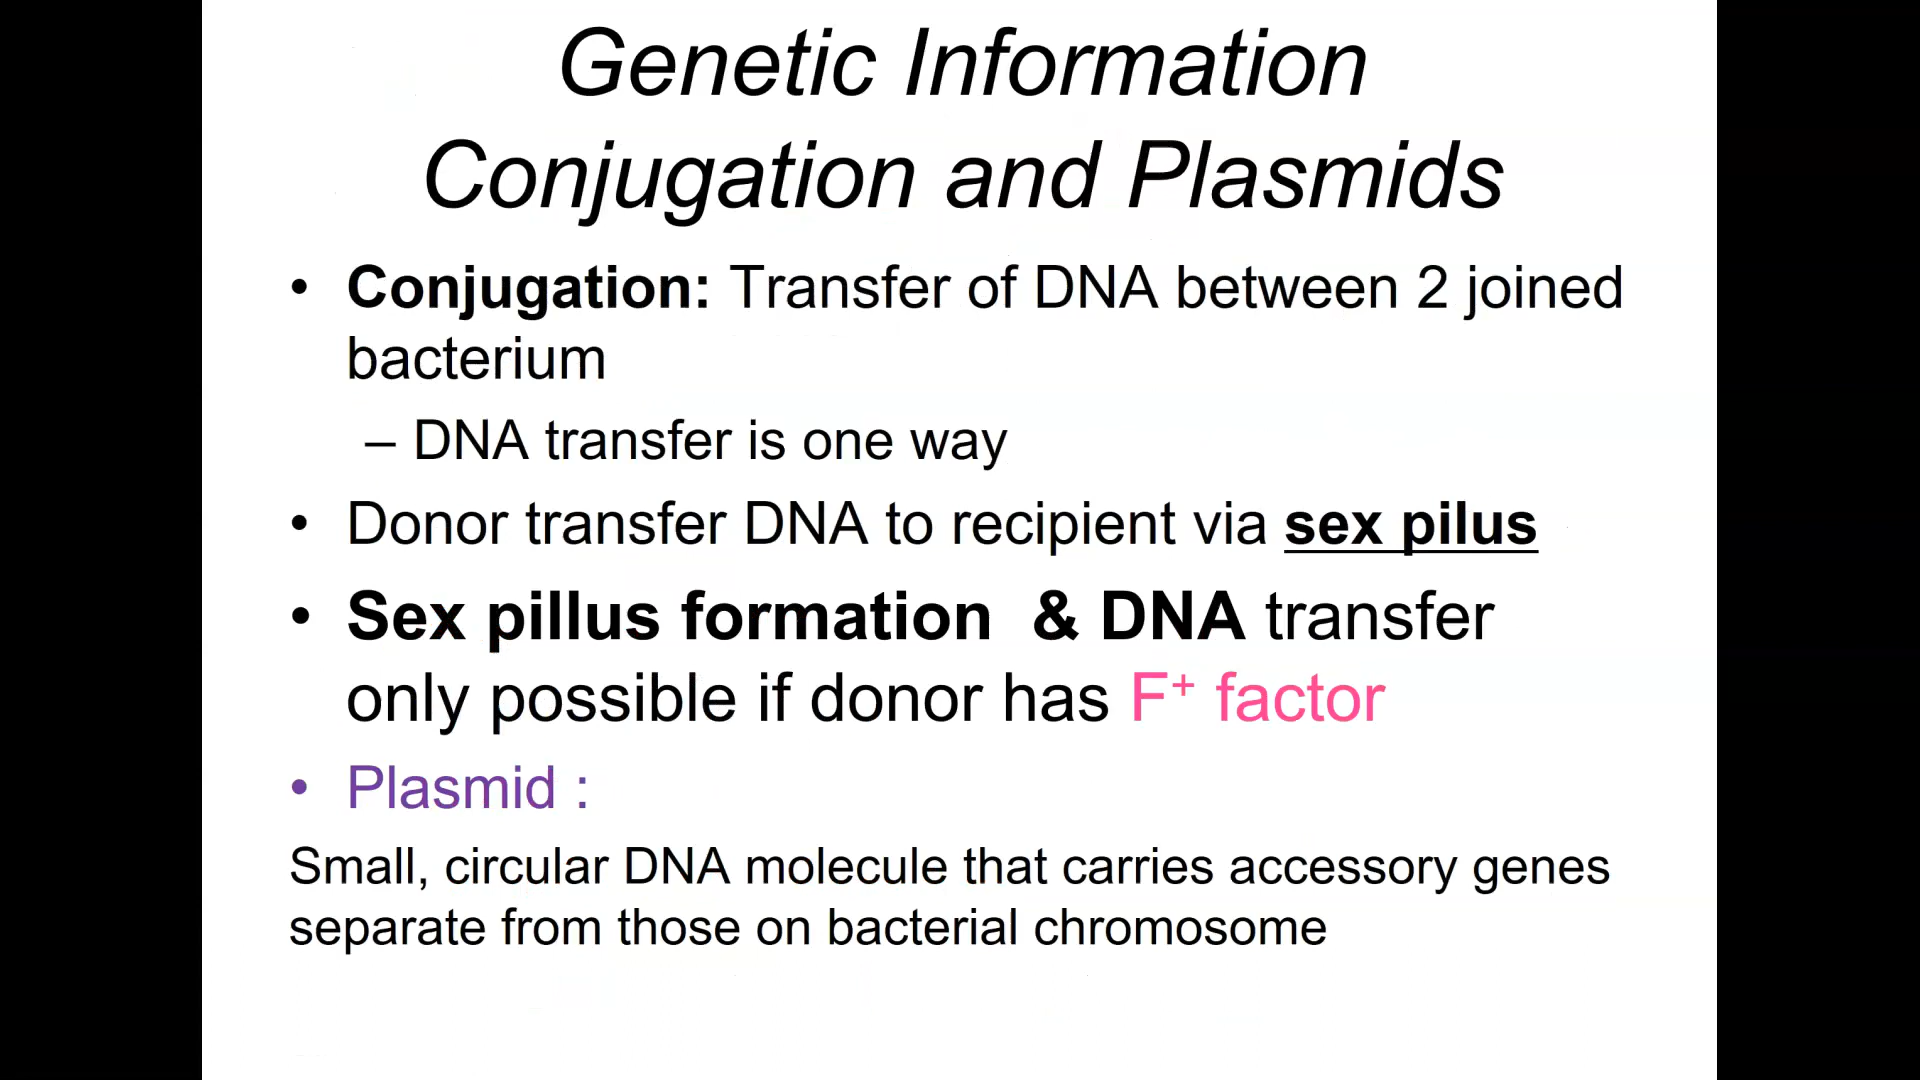 Genetic Information
Conjugation and Plasmids
• Conjugation: Transfer of DNA between 2 joined
bacterium
– DNA transfer is one way
• Donor transfer DNA to recipient via sex pilus
• Sex pillus formation & DNA transfer
only possible if donor has F⁺ factor
• Plasmid :
Small, circular DNA molecule that carries accessory genes
separate from those on bacterial chromosome